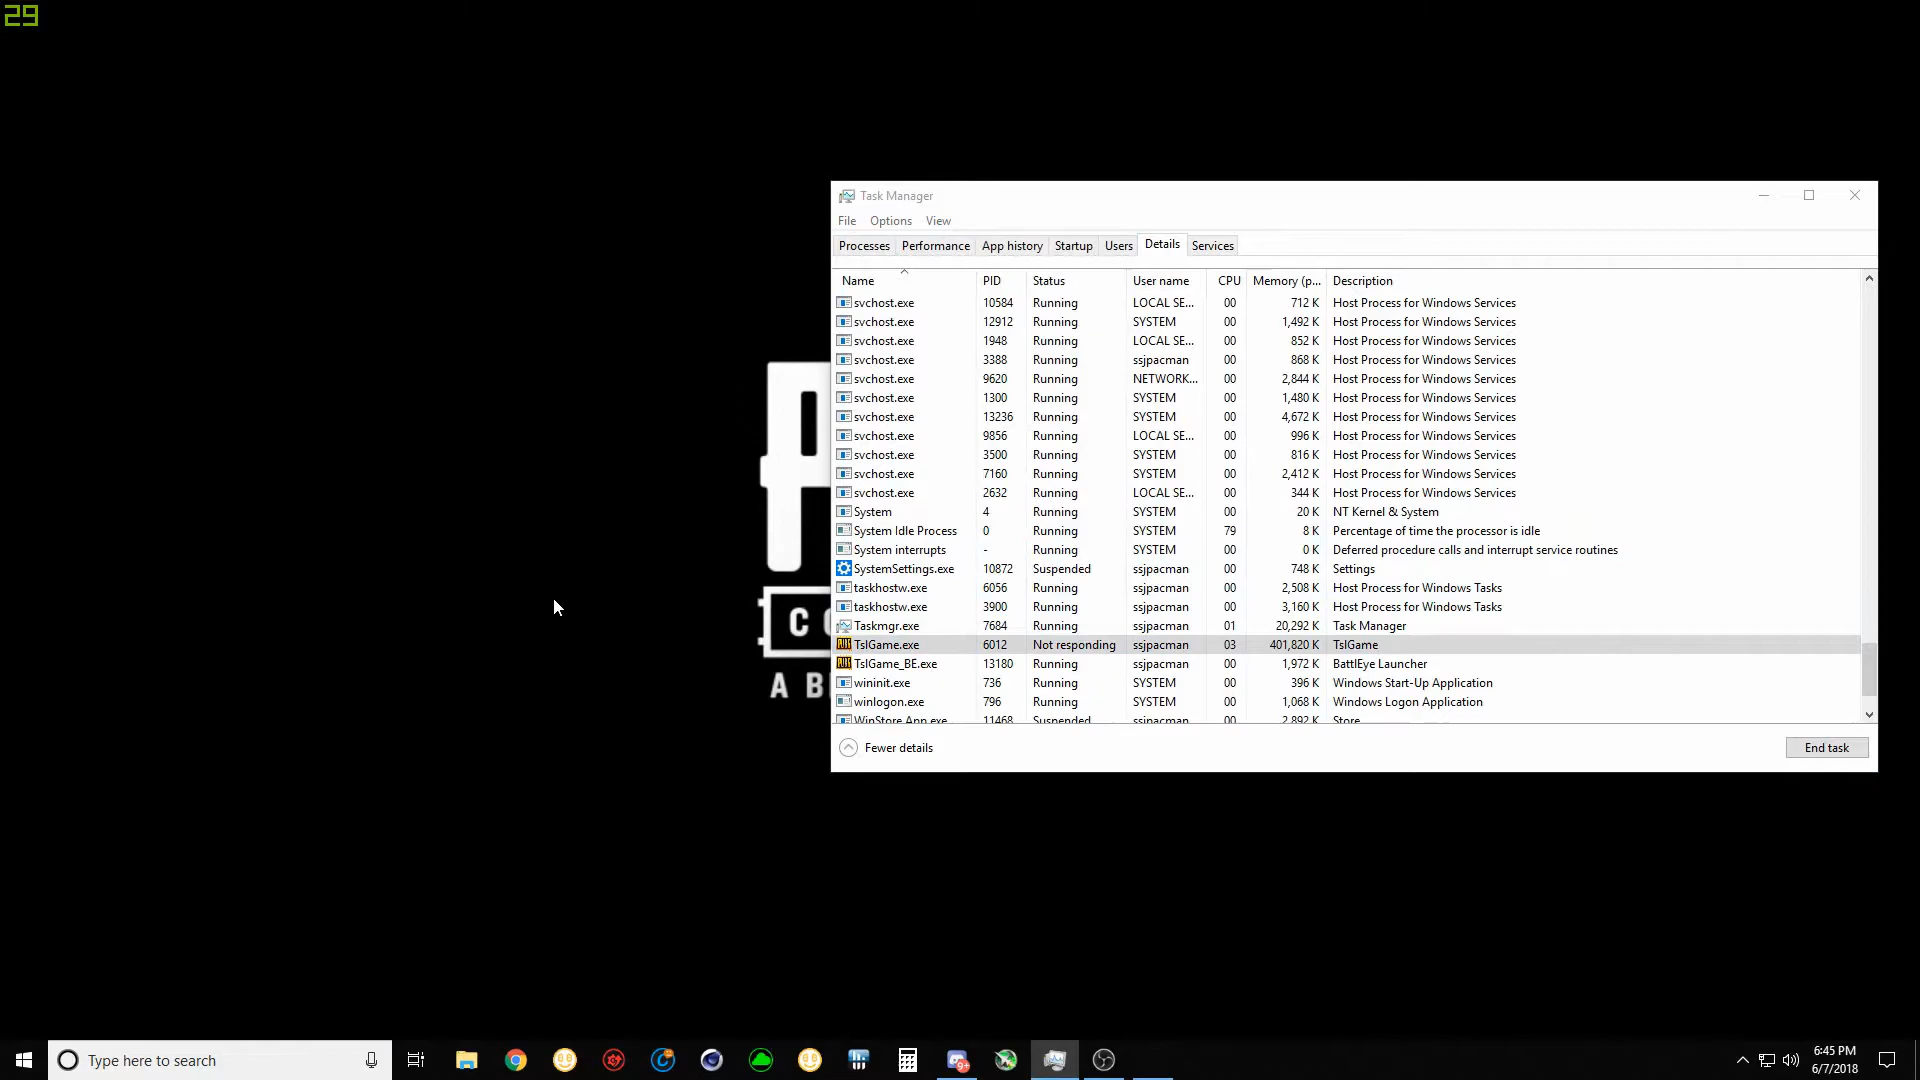 29
Task Manager
File Options View
Processes Performance App history Startup Users Details Services
Name PID Status User name CPU Memory (p... Description
svchost.exe 10584 Running LOCAL SE... 00 712 K Host Process for Windows Services
svchost.exe 12912 Running SYSTEM 00 1,492 K Host Process for Windows Services
svchost.exe 1948 Running LOCAL SE... 00 852 K Host Process for Windows Services
svchost.exe 3388 Running ssjpacman 00 868 K Host Process for Windows Services
svchost.exe 9620 Running NETWORK... 00 2,844 K Host Process for Windows Services
svchost.exe 1300 Running SYSTEM 00 1,480 K Host Process for Windows Services
svchost.exe 13236 Running SYSTEM 00 4,672 K Host Process for Windows Services
svchost.exe 9856 Running LOCAL SE... 00 996 K Host Process for Windows Services
svchost.exe 3500 Running SYSTEM 00 816 K Host Process for Windows Services
svchost.exe 7160 Running SYSTEM 00 2,412 K Host Process for Windows Services
svchost.exe 2632 Running LOCAL SE... 00 344 K Host Process for Windows Services
System 4 Running SYSTEM 00 20 K NT Kernel & System
System Idle Process 0 Running SYSTEM 79 8 K Percentage of time the processor is idle
System interrupts - Running SYSTEM 00 0 K Deferred procedure calls and interrupt service routines
SystemSettings.exe 10872 Suspended ssjpacman 00 748 K Settings
taskhostw.exe 6056 Running ssjpacman 00 2,508 K Host Process for Windows Tasks
taskhostw.exe 3900 Running ssjpacman 00 3,160 K Host Process for Windows Tasks
Taskmgr.exe 7684 Running ssjpacman 01 20,292 K Task Manager
TslGame.exe 6012 Not responding ssjpacman 03 401,820 K TslGame
TslGame_BE.exe 13180 Running ssjpacman 00 1,972 K BattlEye Launcher
wininit.exe 736 Running SYSTEM 00 396 K Windows Start-Up Application
winlogon.exe 796 Running SYSTEM 00 1,068 K Windows Logon Application
WinStore.App.exe 11468 Suspended ssjpacman 00 2,892 K Store
Fewer details End task
P
C
A B
Type here to search
9+
6:45 PM
6/7/2018